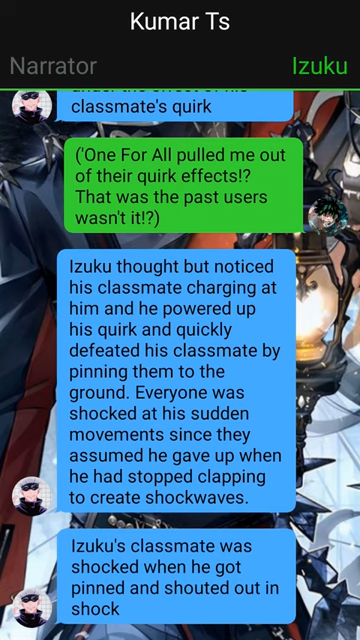 Kumar Ts
Narrator
Izuku
classmate's quirk
('One For All pulled me out
of their quirk effects!?
That was the past users
wasn't it!?)
Izuku thought but noticed
his classmate charging at
him and he powered up
his quirk and quickly
defeated his classmate by
pinning them to the
ground. Everyone was
shocked at his sudden
movements since they
assumed he gave up when
he had stopped clapping
to create shockwaves.
Izuku's classmate was
shocked when he got
pinned and shouted out in
shock